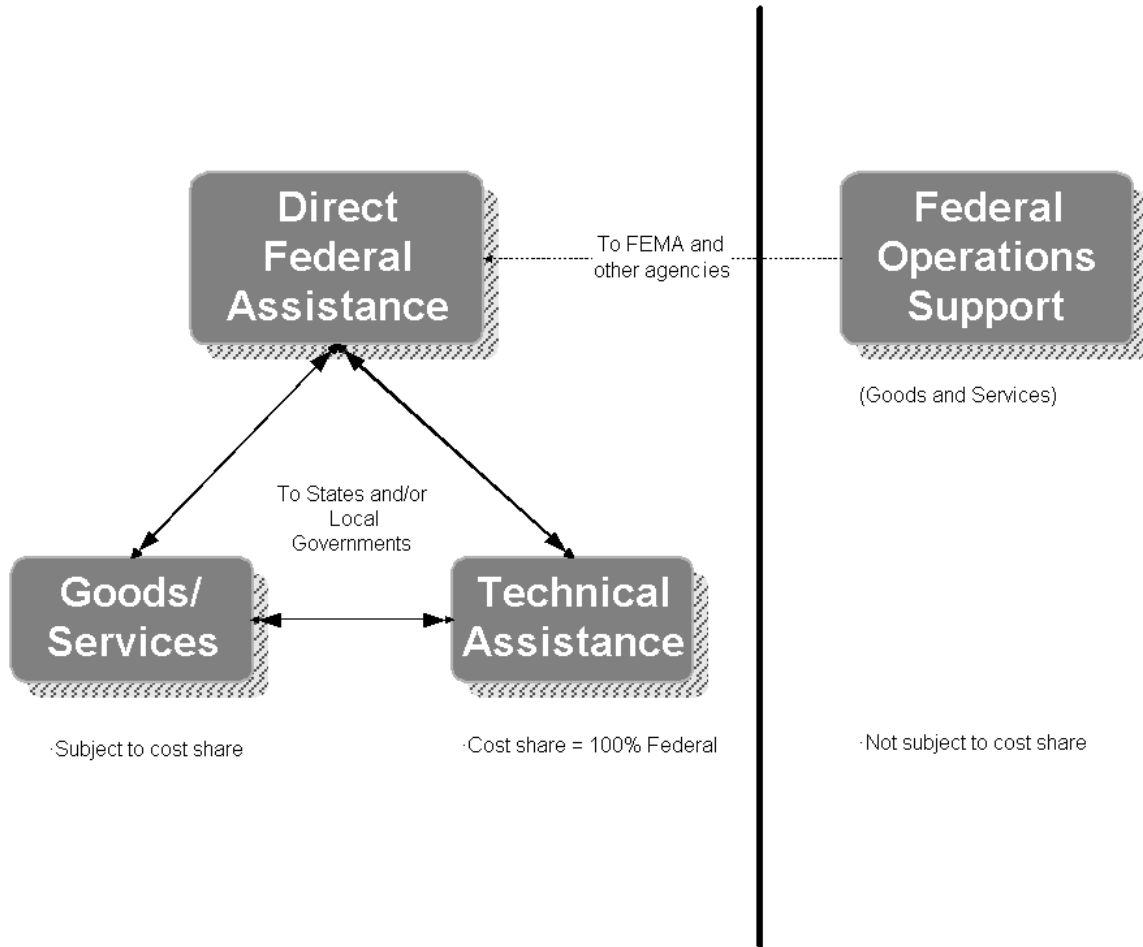 Direct
Federal
Assistance
To FEMA and
other agencies
Federal
Operations
Support
(Goods and Services)
To States and/or
Local
Governments
Goods/
Services
Technical
Assistance
·Subject to cost share
·Cost share = 100% Federal
·Not subject to cost share